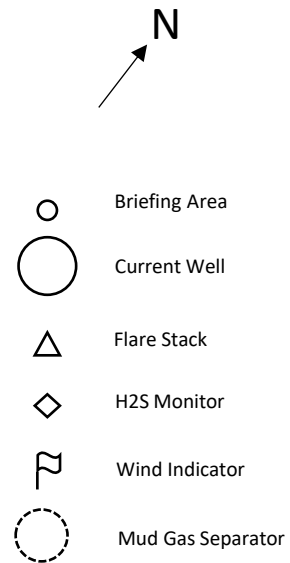 N
Briefing Area
Current Well
Flare Stack
H2S Monitor
Wind Indicator
Mud Gas Separator